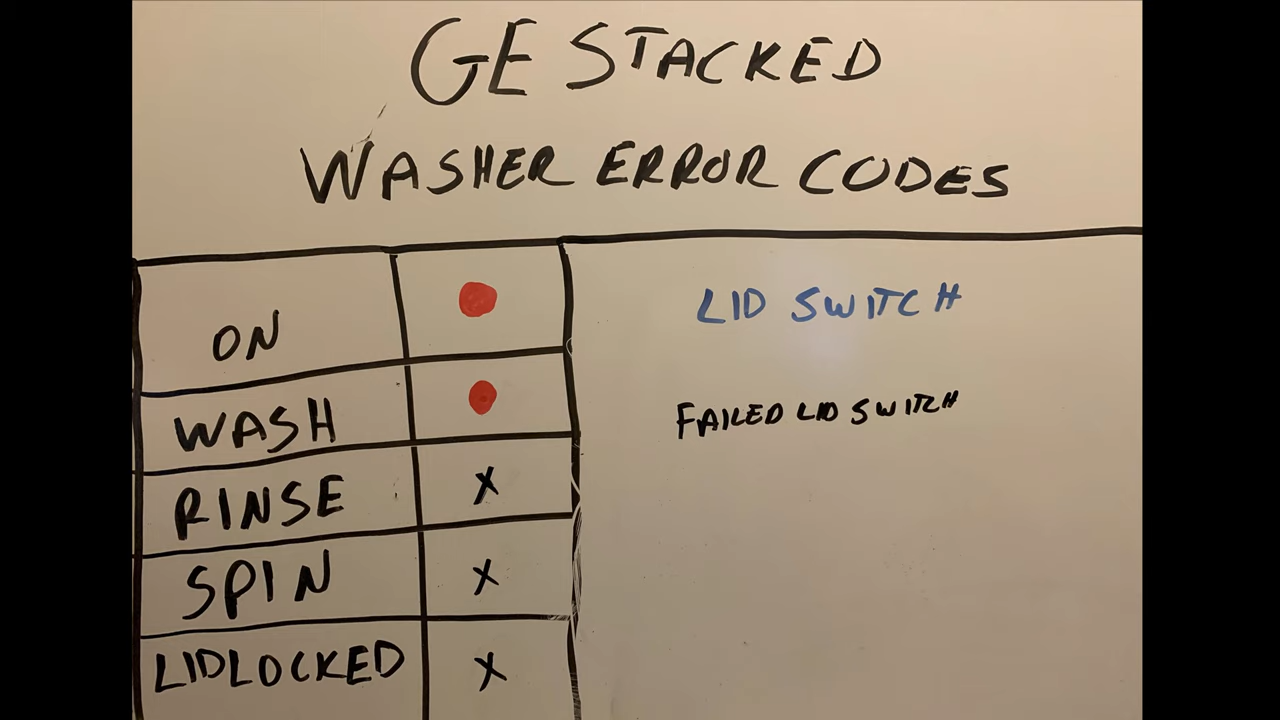 GE STACKED
WASHER ERROR CODES
ON
LID SWITCH
WASH
FAILED LID SWITCH
RINSE
X
SPIN
X
LIDLOCKED
X